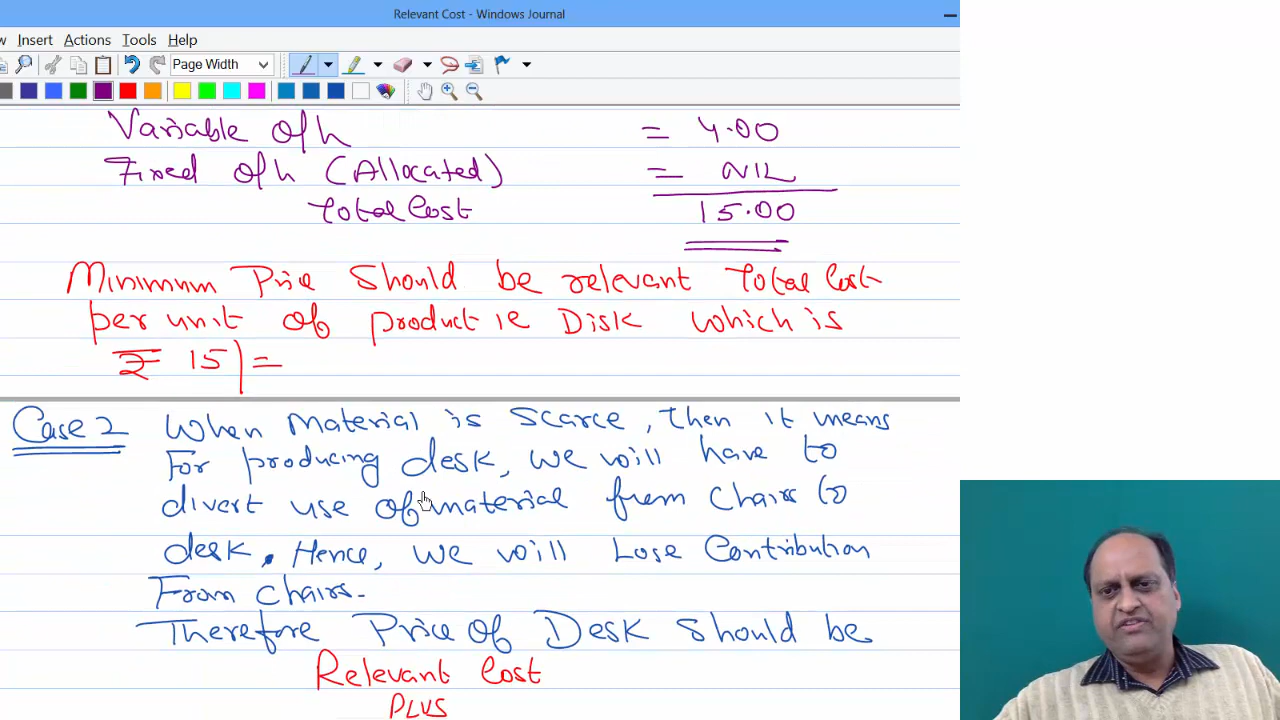 Relevant Cost - Windows Journal
Insert Actions Tools Help
Page Width
Variable o/h = 4.00
Fixed o/h (Allocated) = NIL
Total Cost 15.00
Minimum Price Should be relevant Total Cost
per unit of product ie Disk which is
₹ 15/=
Case 2 When Material is Scarce, Then it means
For producing desk, we will have to
divert use of material from Chairs to
desk. Hence, we will Lose Contribution
From chairs.
Therefore Price Of Desk Should be
Relevant Cost
PLUS